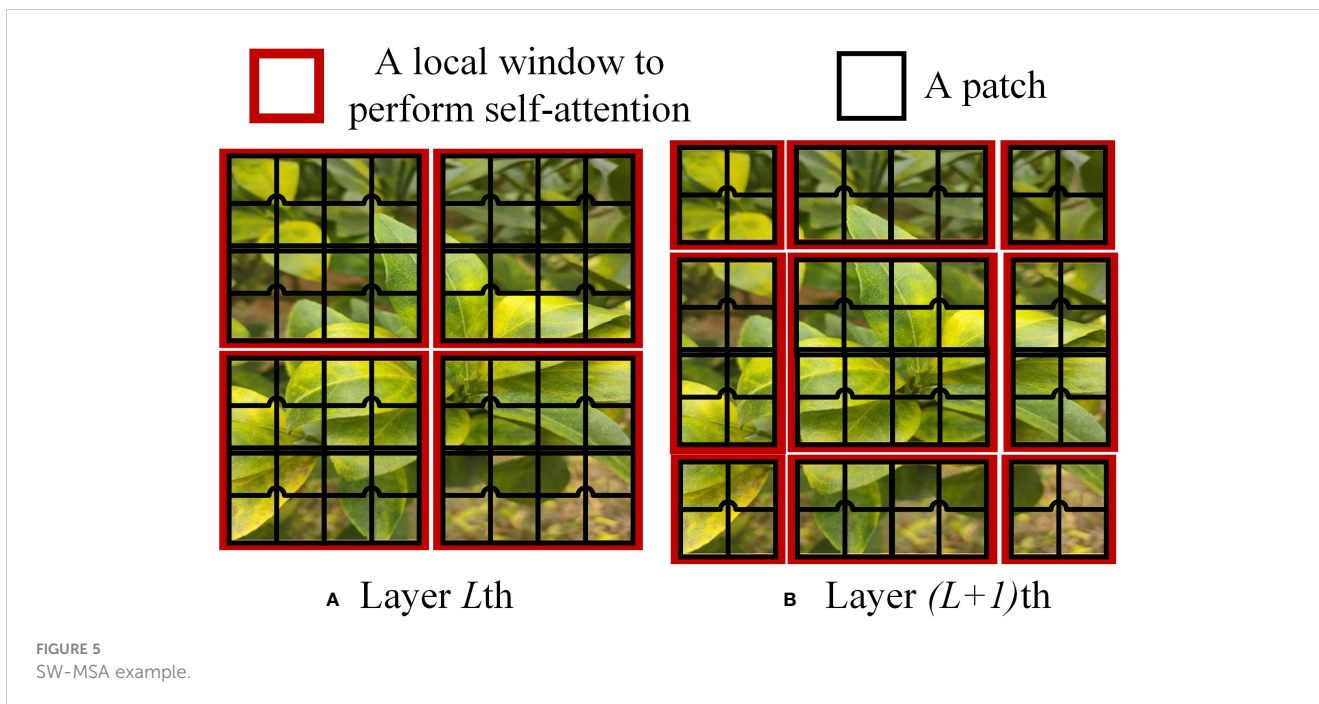 A local window to
perform self-attention
A patch
A Layer Lth
B Layer (L+1)th
FIGURE 5
SW-MSA example.